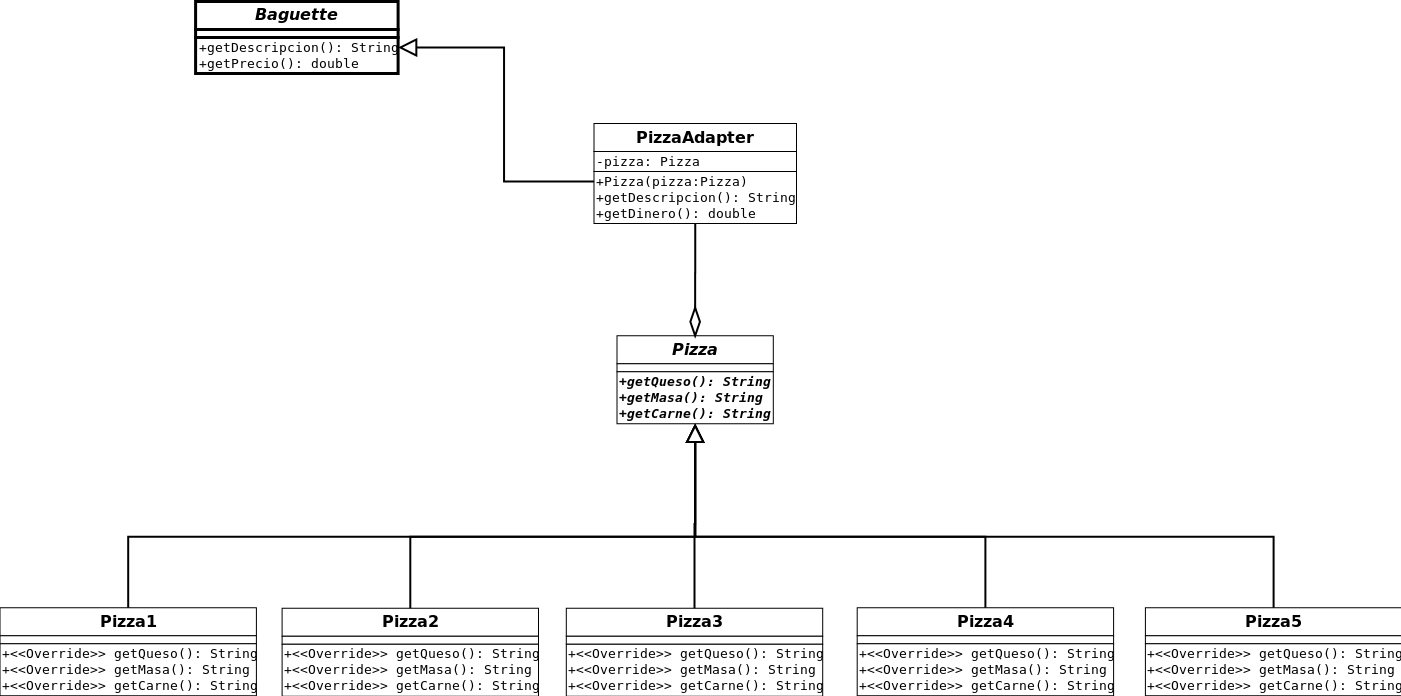 Baguette
+getDescripcion(): String
+getPrecio(): double
PizzaAdapter
-pizza: Pizza
+Pizza(pizza:Pizza)
+getDescripcion(): String
+getDinero(): double
Pizza
+getQueso(): String
+getMasa(): String
+getCarne(): String
Pizza1
+<<Override>> getQueso(): String
+<<Override>> getMasa(): String
+<<Override>> getCarne(): String
Pizza2
+<<Override>> getQueso(): String
+<<Override>> getMasa(): String
+<<Override>> getCarne(): String
Pizza3
+<<Override>> getQueso(): String
+<<Override>> getMasa(): String
+<<Override>> getCarne(): String
Pizza4
+<<Override>> getQueso(): String
+<<Override>> getMasa(): String
+<<Override>> getCarne(): String
Pizza5
+<<Override>> getQueso(): String
+<<Override>> getMasa(): String
+<<Override>> getCarne(): String